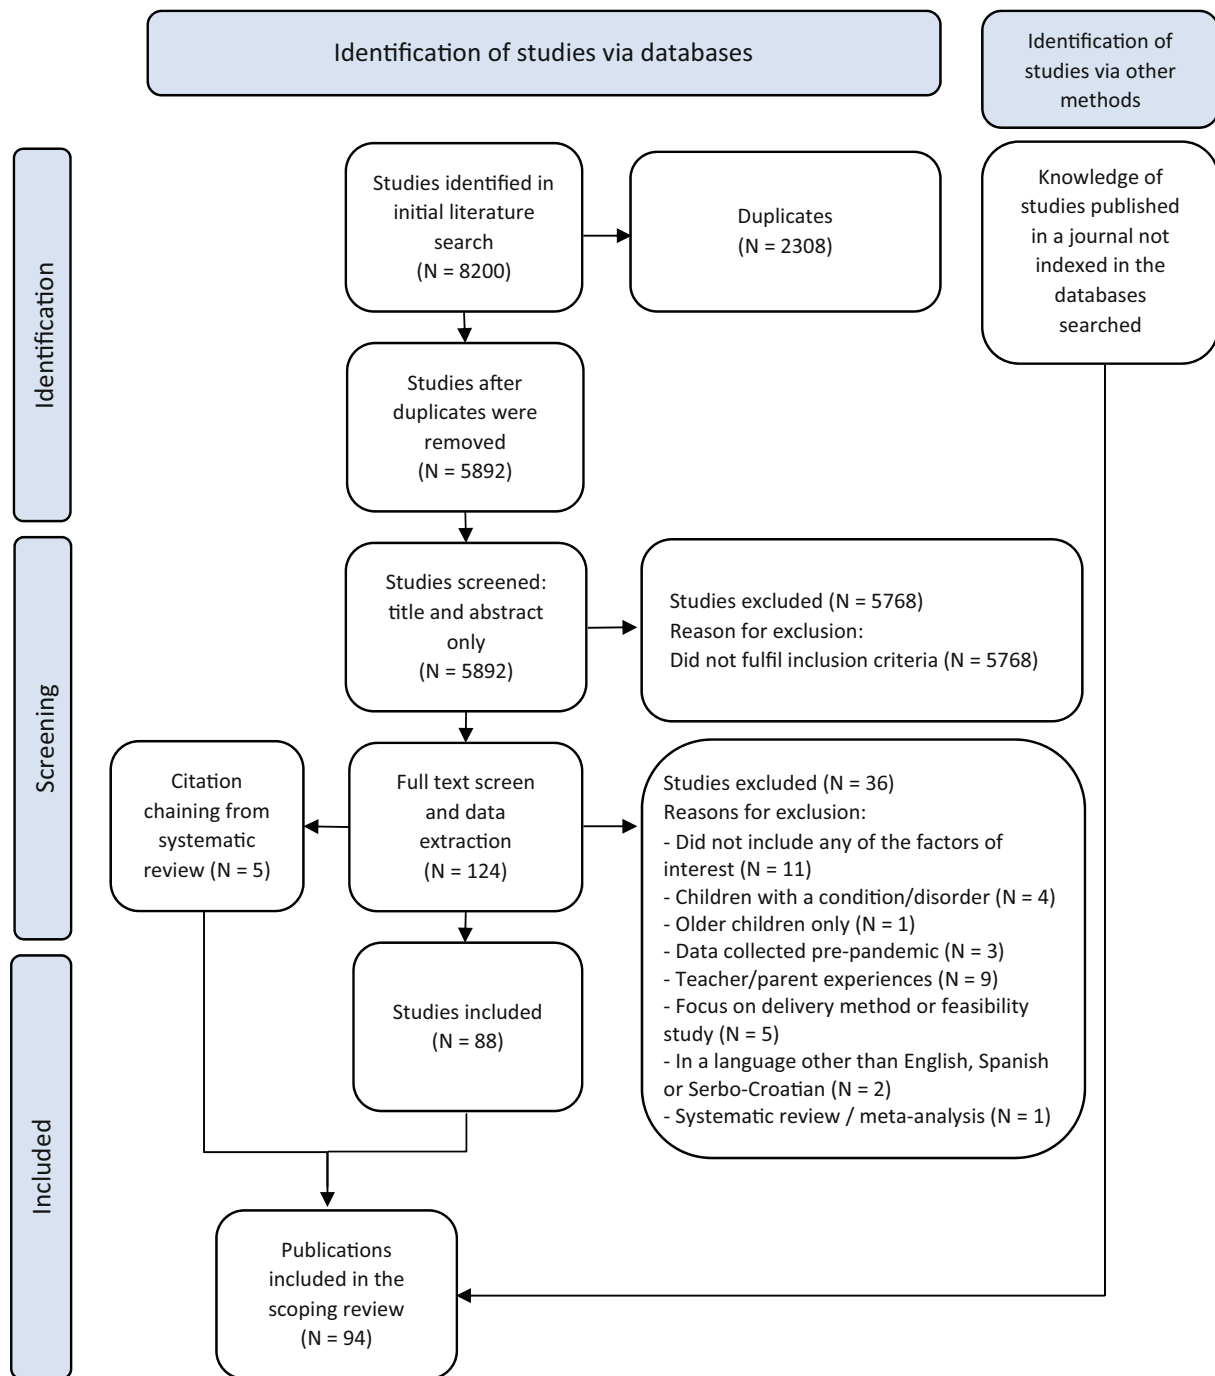 Identification of studies via databases
Identification of
studies via other
methods
Identification
Studies identified in
initial literature
search
(N = 8200)
Duplicates
(N = 2308)
Knowledge of
studies published
in a journal not
indexed in the
databases
searched
Studies after
duplicates were
removed
(N = 5892)
Screening
Studies screened:
title and abstract
only
(N = 5892)
Studies excluded (N = 5768)
Reason for exclusion:
Did not fulfil inclusion criteria (N = 5768)
Citation
chaining from
systematic
review (N = 5)
Full text screen
and data
extraction
(N = 124)
Studies excluded (N = 36)
Reasons for exclusion:
- Did not include any of the factors of
interest (N = 11)
- Children with a condition/disorder (N = 4)
- Older children only (N = 1)
- Data collected pre-pandemic (N = 3)
- Teacher/parent experiences (N = 9)
- Focus on delivery method or feasibility
study (N = 5)
- In a language other than English, Spanish
or Serbo-Croatian (N = 2)
- Systematic review / meta-analysis (N = 1)
Included
Studies included
(N = 88)
Publications
included in the
scoping review
(N = 94)